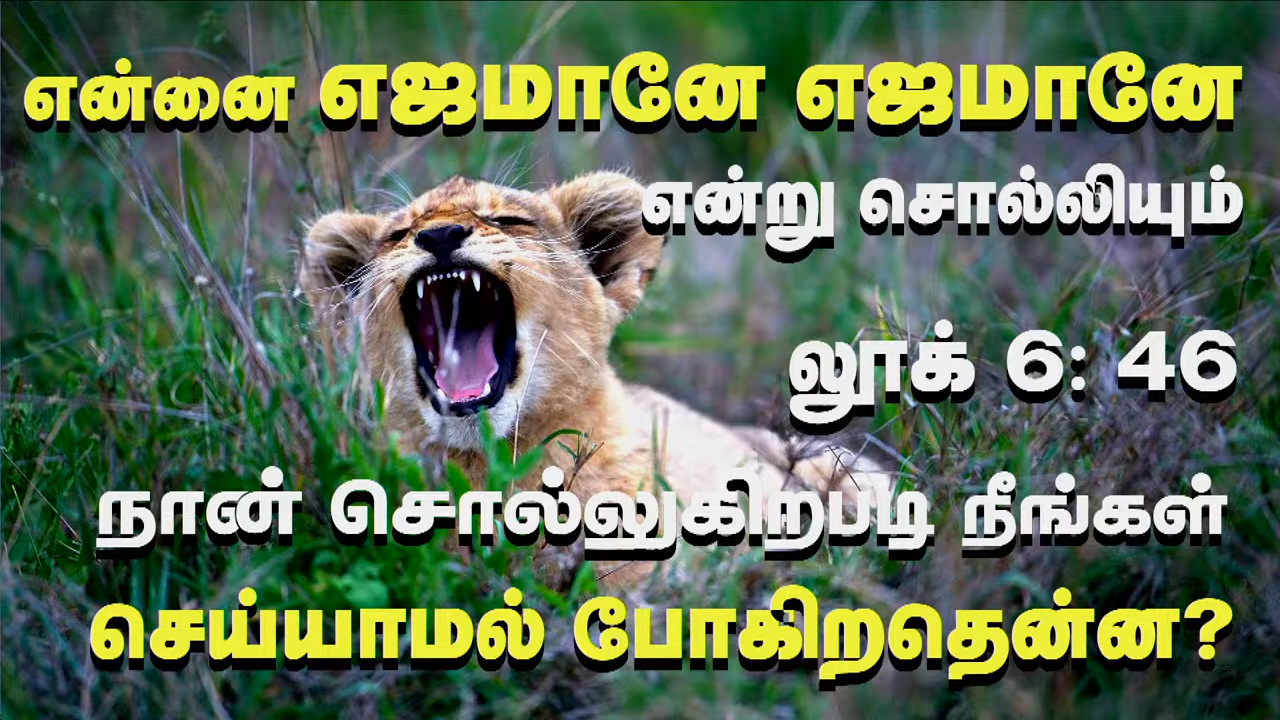 என்னை எஜமானே எஜமானே
என்று சொல்லியும்
லூக் 6: 46
நான் சொல்லுகிறபடி நீங்கள்
செய்யாமல் போகிறதென்ன?